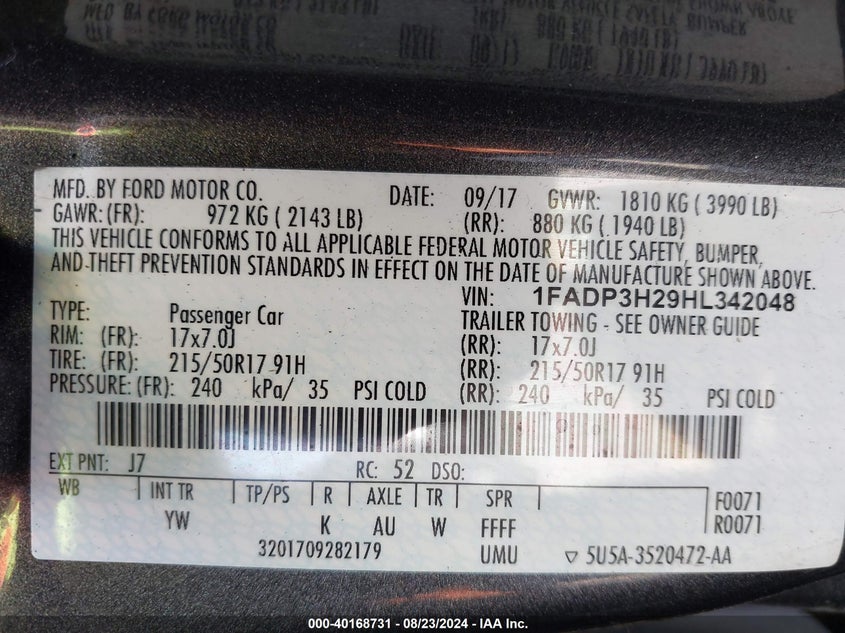 MFD. BY FORD MOTOR CO. DATE: 09/17 GVWR: 1810 KG ( 3990 LB)
GAWR: (FR): 972 KG ( 2143 LB) (RR): 880 KG ( 1940 LB)
THIS VEHICLE CONFORMS TO ALL APPLICABLE FEDERAL MOTOR VEHICLE SAFETY, BUMPER,
AND THEFT PREVENTION STANDARDS IN EFFECT ON THE DATE OF MANUFACTURE SHOWN ABOVE.
VIN: 1FADP3H29HL342048
TYPE: Passenger Car TRAILER TOWING - SEE OWNER GUIDE
RIM: (FR): 17x7.0J (RR): 17x7.0J
TIRE: (FR): 215/50R17 91H (RR): 215/50R17 91H
PRESSURE: (FR): 240 kPa/ 35 PSI COLD (RR): 240 kPa/ 35 PSI COLD
EXT PNT: J7 RC: 52 DSO:
WB INT TR TP/PS R AXLE TR SPR F0071
YW K AU W FFFF R0071
3201709282179 UMU ▽ 5U5A-3520472-AA
000-40168731 - 08/23/2024 - IAA Inc.